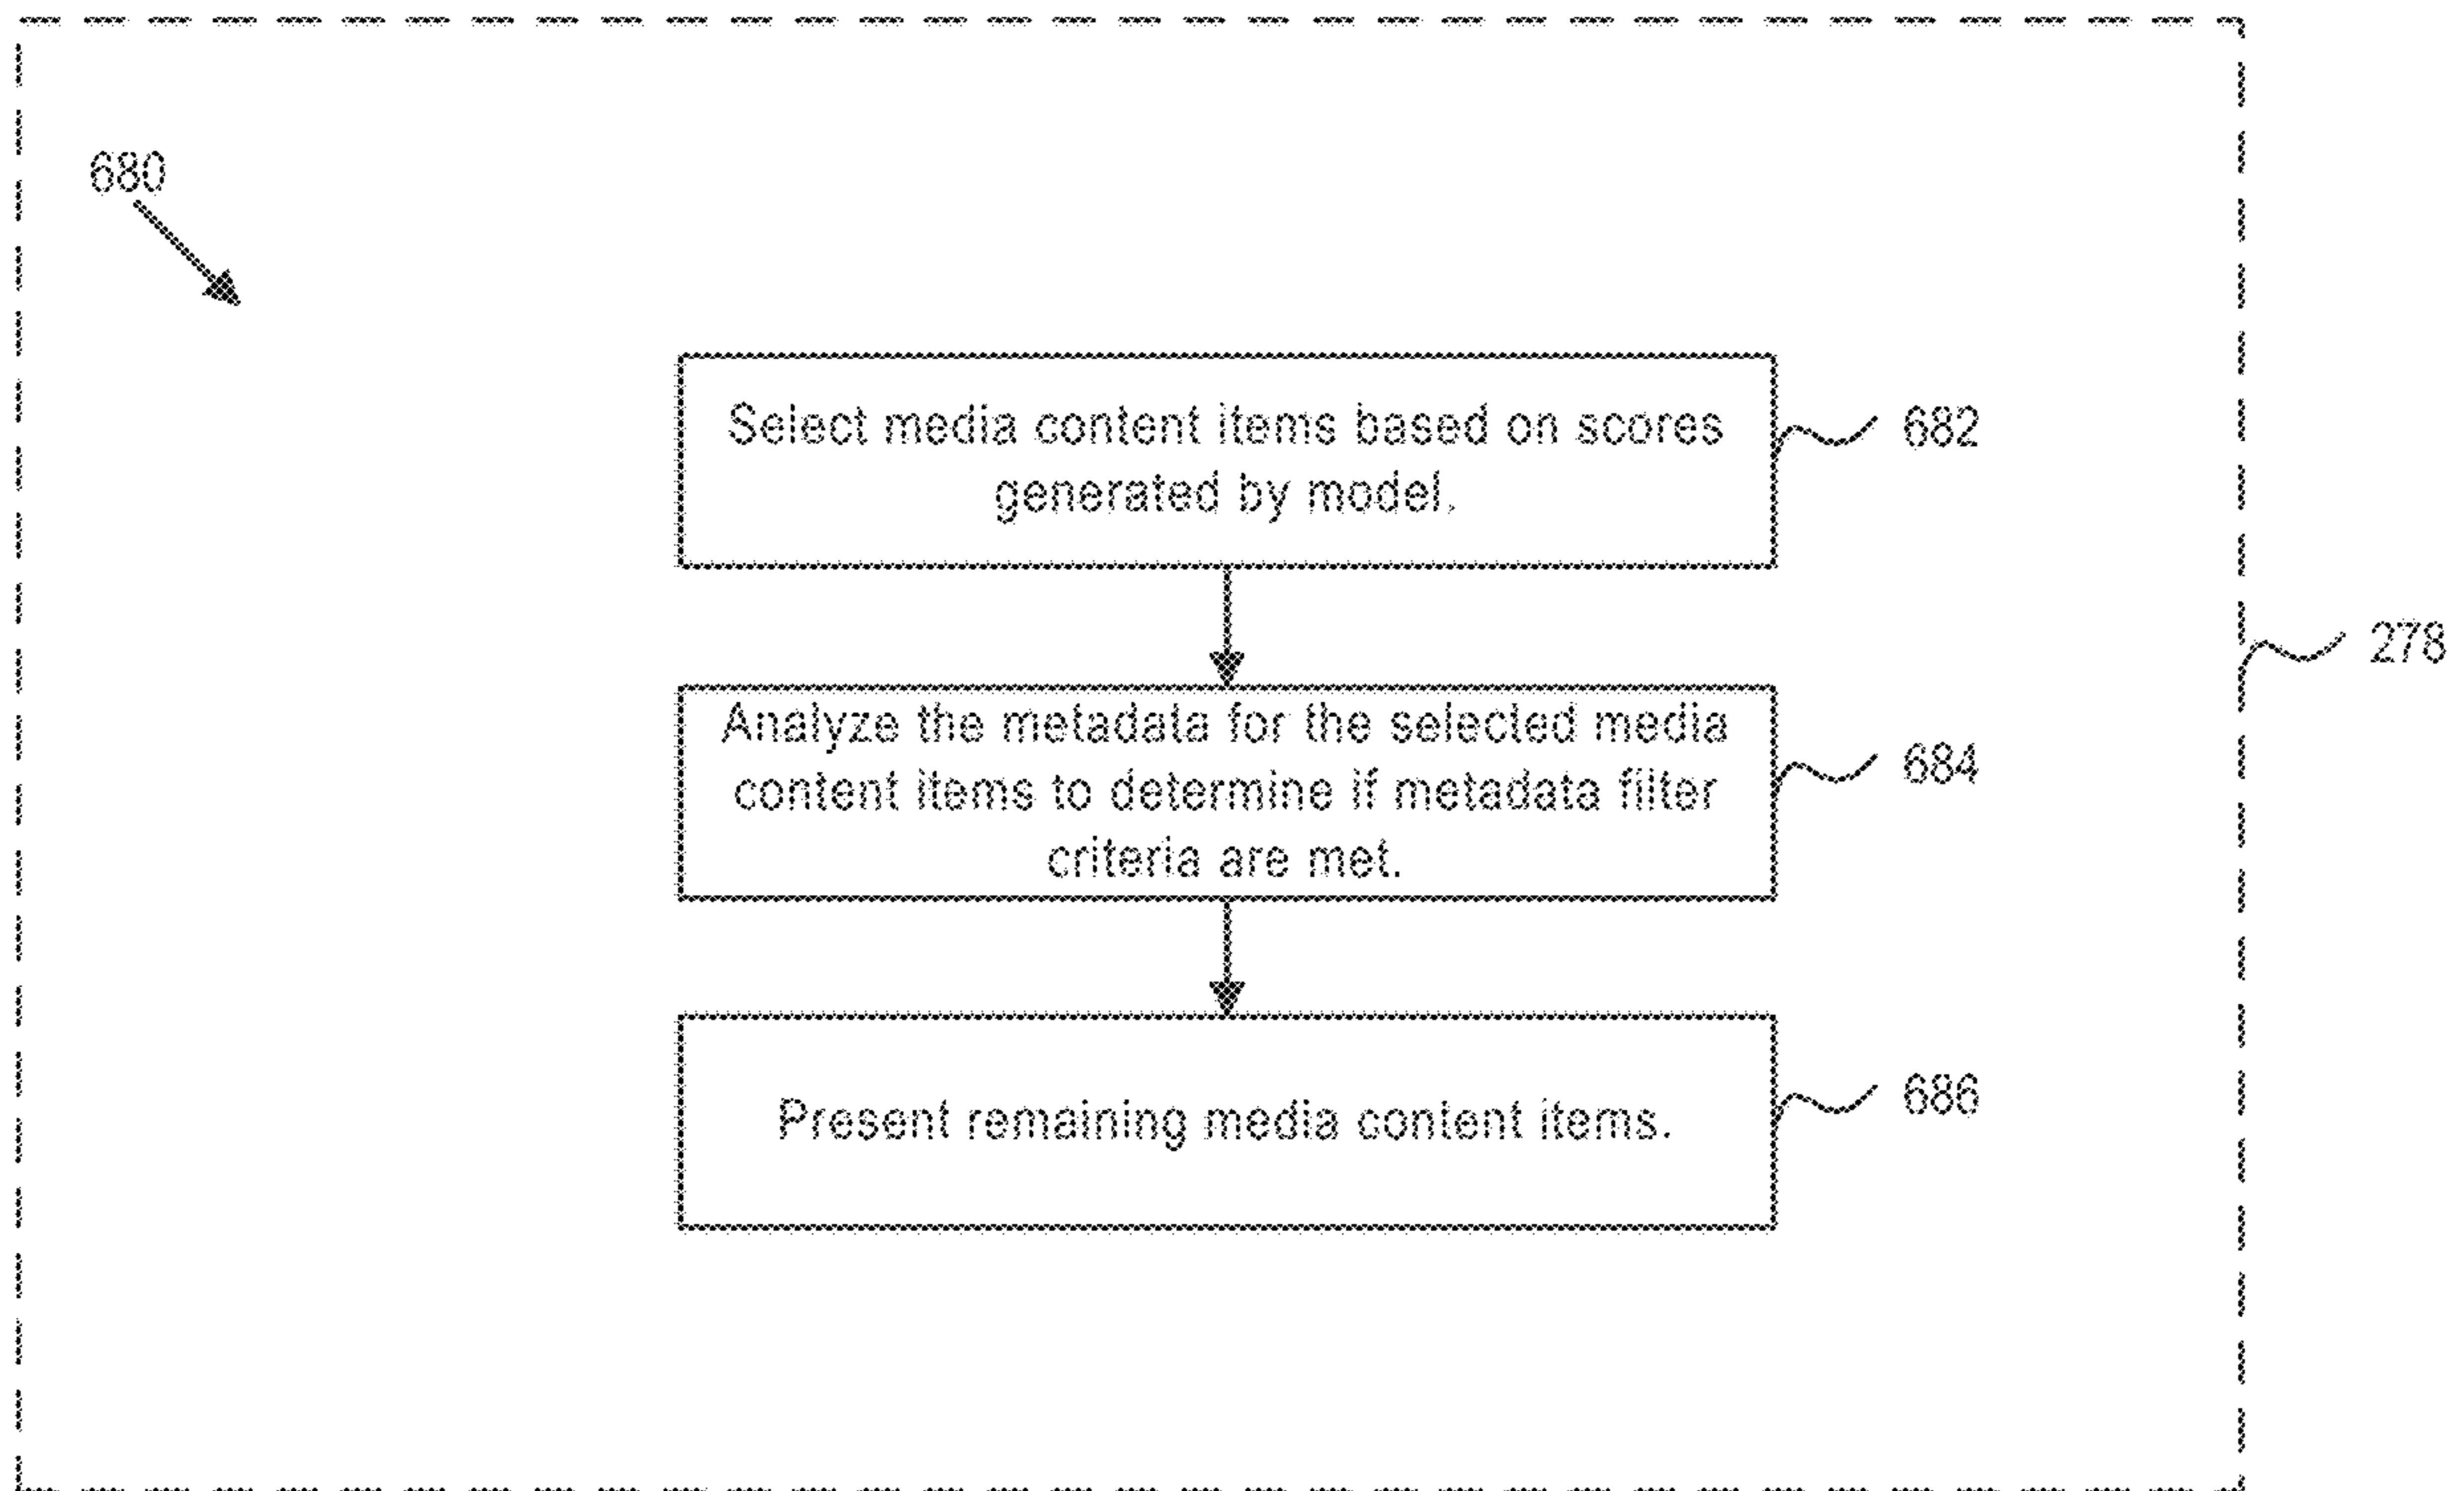 680
Select media content items based on scores
generated by model.
682
278
Analyze the metadata for the selected media
content items to determine if metadata filter
criteria are met.
684
Present remaining media content items.
686